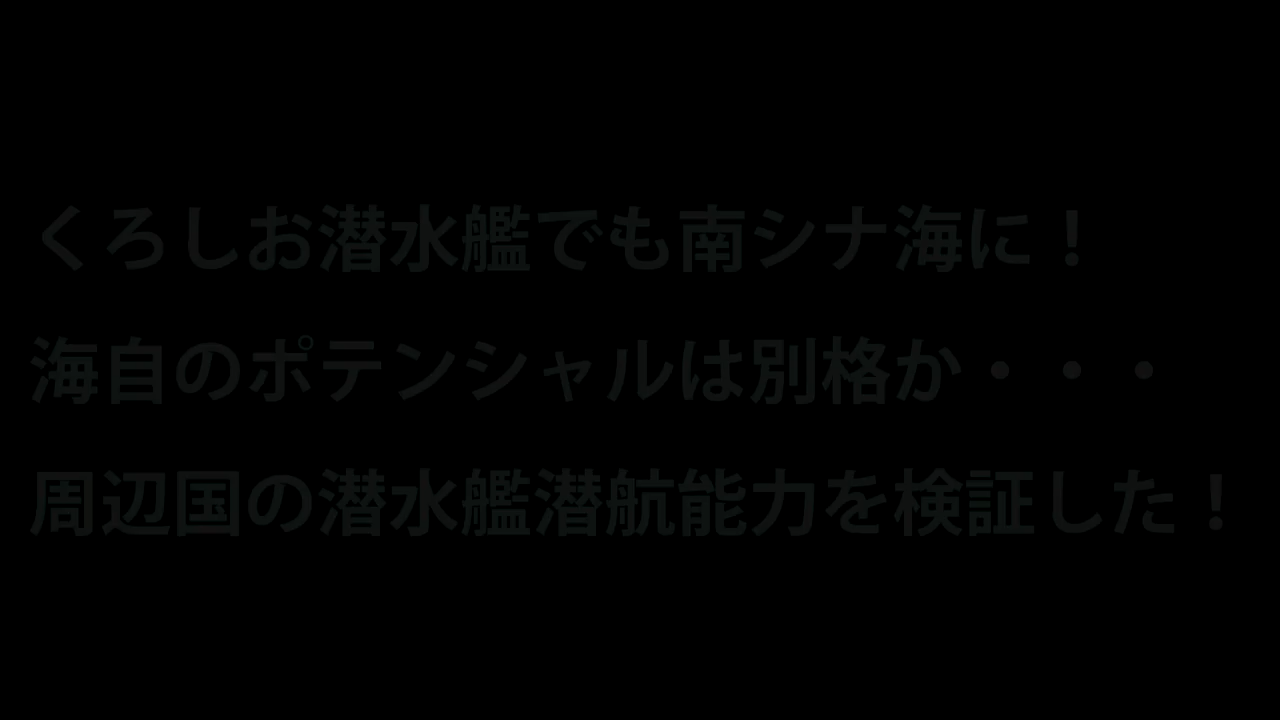 くろしお潜水艦でも南シナ海に！
海自のポテンシャルは別格か・・・
周辺国の潜水艦潜航能力を検証した！